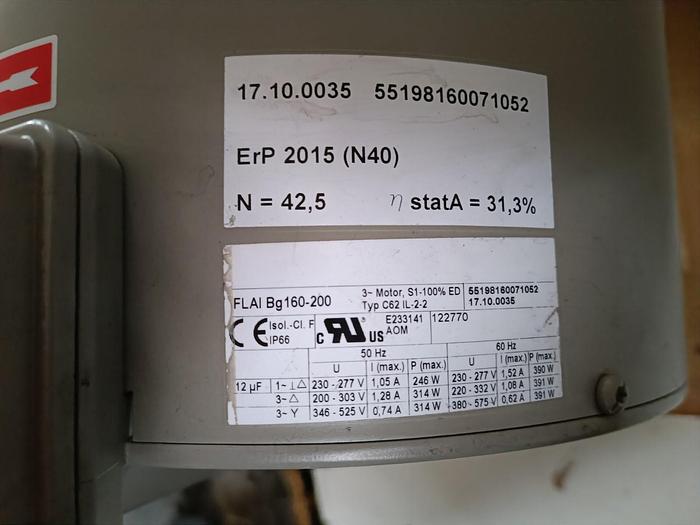 17.10.0035 55198160071052
ErP 2015 (N40)
N = 42,5 η statA = 31,3%
FLAI Bg160-200 3~ Motor, S1-100% ED 55198160071052
Typ C62 IL-2-2 17.10.0035
CE Isol.-Cl. F IP66 c RU US E233141 AOM 122770
50 Hz 60 Hz
U I (max.) P (max.) U I (max.) P (max.)
12 µF 1~ ⊥△ 230 - 277 V 1,05 A 246 W 230 - 277 V 1,52 A 390 W
3~ △ 200 - 303 V 1,28 A 314 W 220 - 332 V 1,08 A 391 W
3~ Y 346 - 525 V 0,74 A 314 W 380 - 575 V 0,62 A 391 W